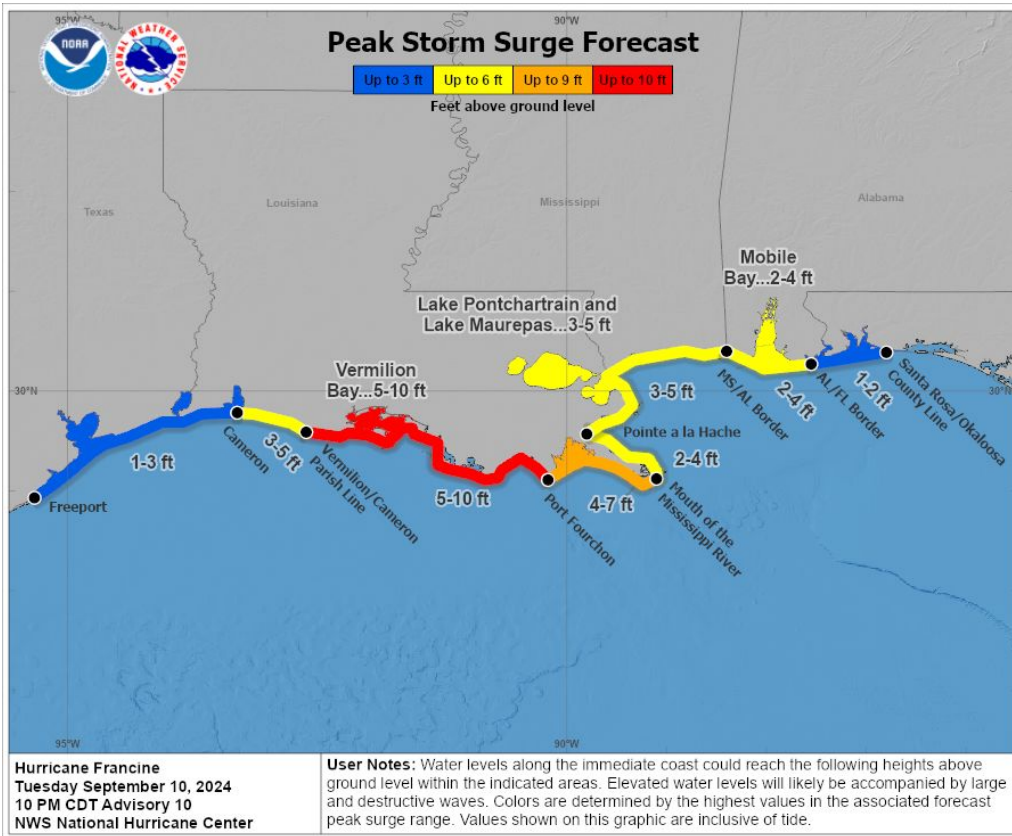 95°W
90°W
NOAA
NATIONAL WEATHER SERVICE
Peak Storm Surge Forecast
Up to 3 ft
Up to 6 ft
Up to 9 ft
Up to 10 ft
Feet above ground level
Texas
Louisiana
Mississippi
Alabama
Mobile
Bay...2-4 ft
Lake Pontchartrain and
Lake Maurepas...3-5 ft
Vermilion
Bay...5-10 ft
30°N
30°N
3-5 ft
2-4 ft
1-2 ft
MS/AL Border
AL/FL Border
Santa Rosa/Okaloosa
County Line
Pointe a la Hache
Cameron
3-5 ft
Vermilion/Cameron
Parish Line
1-3 ft
Freeport
5-10 ft
Port Fourchon
4-7 ft
2-4 ft
Mouth of the
Mississippi River
95°W
90°W
Hurricane Francine
Tuesday September 10, 2024
10 PM CDT Advisory 10
NWS National Hurricane Center
User Notes: Water levels along the immediate coast could reach the following heights above
ground level within the indicated areas. Elevated water levels will likely be accompanied by large
and destructive waves. Colors are determined by the highest values in the associated forecast
peak surge range. Values shown on this graphic are inclusive of tide.